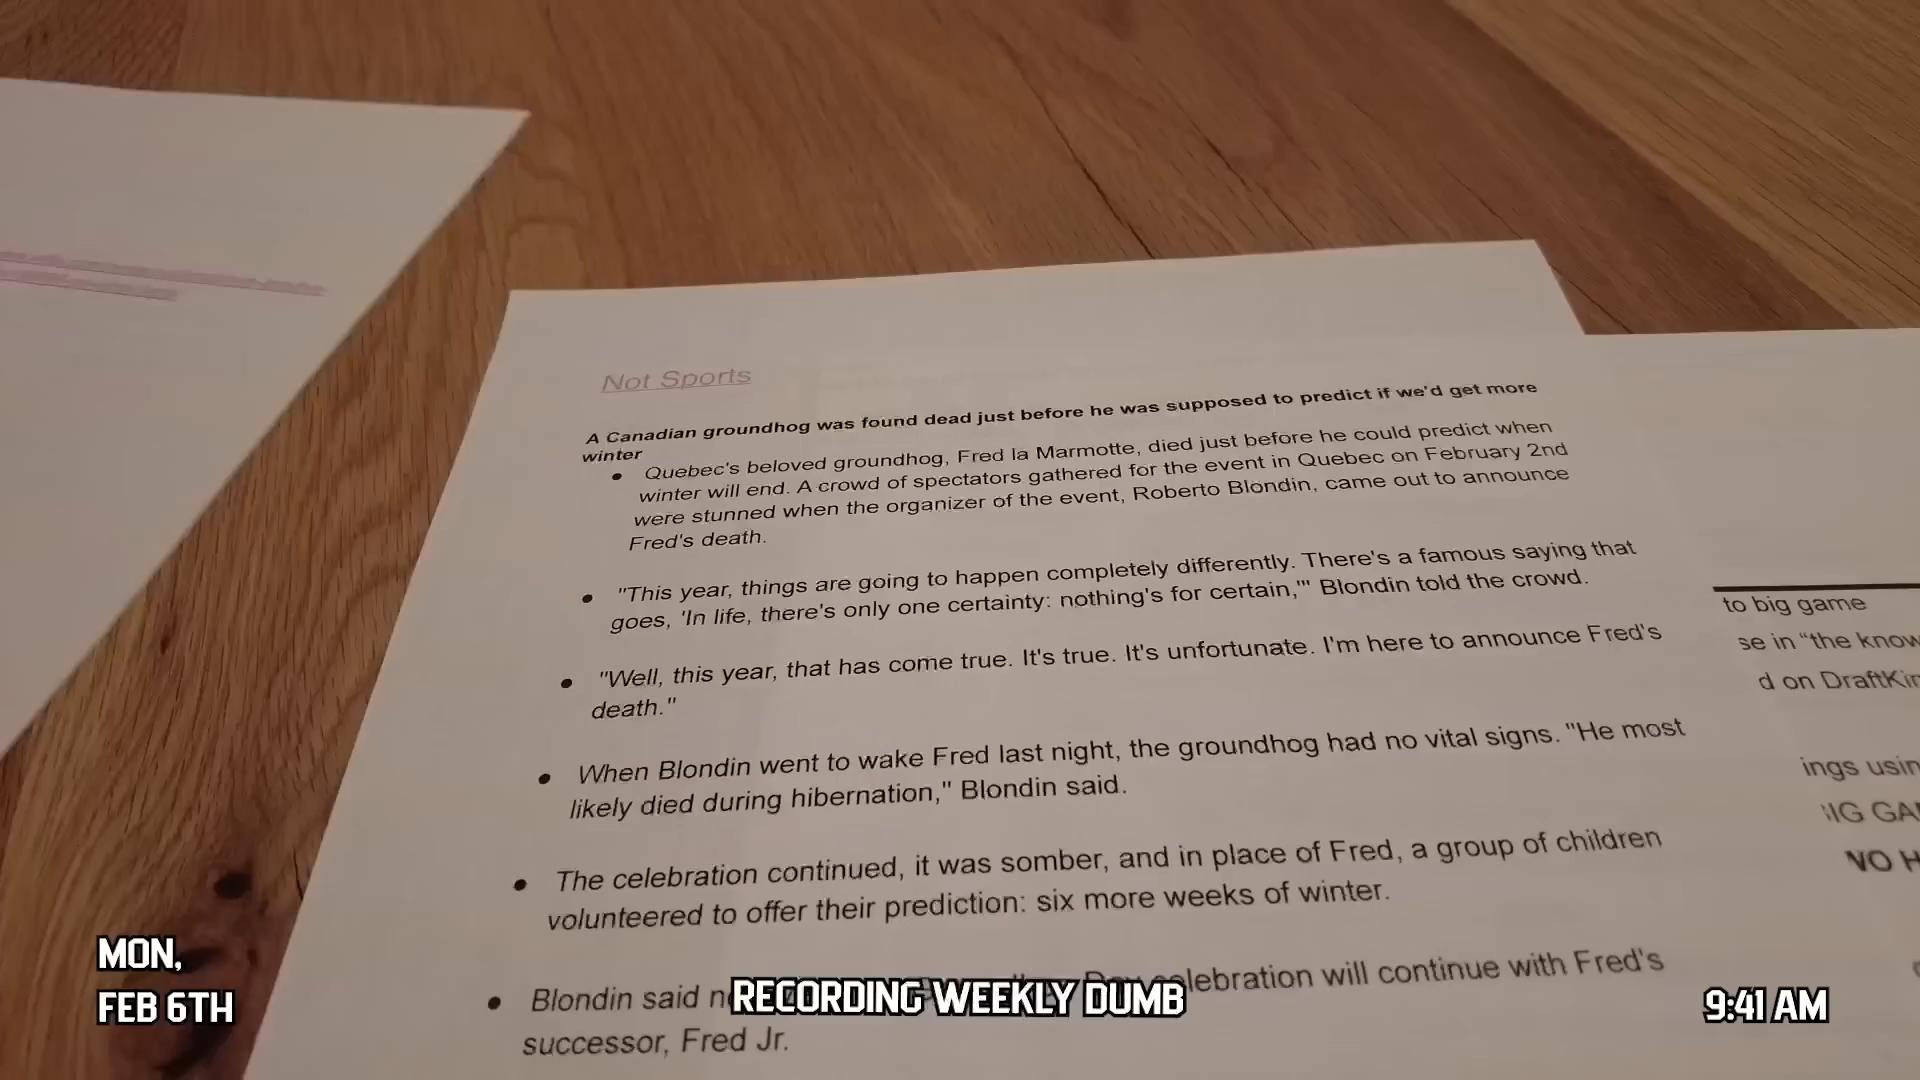 Not Sports
A Canadian groundhog was found dead just before he was supposed to predict if we'd get more
winter
• Quebec's beloved groundhog, Fred la Marmotte, died just before he could predict when
winter will end. A crowd of spectators gathered for the event in Quebec on February 2nd
were stunned when the organizer of the event, Roberto Blondin, came out to announce
Fred's death.
• "This year, things are going to happen completely differently. There's a famous saying that
goes, 'In life, there's only one certainty: nothing's for certain,'" Blondin told the crowd.
• "Well, this year, that has come true. It's true. It's unfortunate. I'm here to announce Fred's
death."
• When Blondin went to wake Fred last night, the groundhog had no vital signs. "He most
likely died during hibernation," Blondin said.
• The celebration continued, it was somber, and in place of Fred, a group of children
volunteered to offer their prediction: six more weeks of winter.
• Blondin said celebration will continue with Fred's
successor, Fred Jr.
to big game
se in "the know
d on DraftKin
ings usin
IG GA
NO H
MON,
FEB 6TH
RECORDING WEEKLY DUMB
9:41 AM